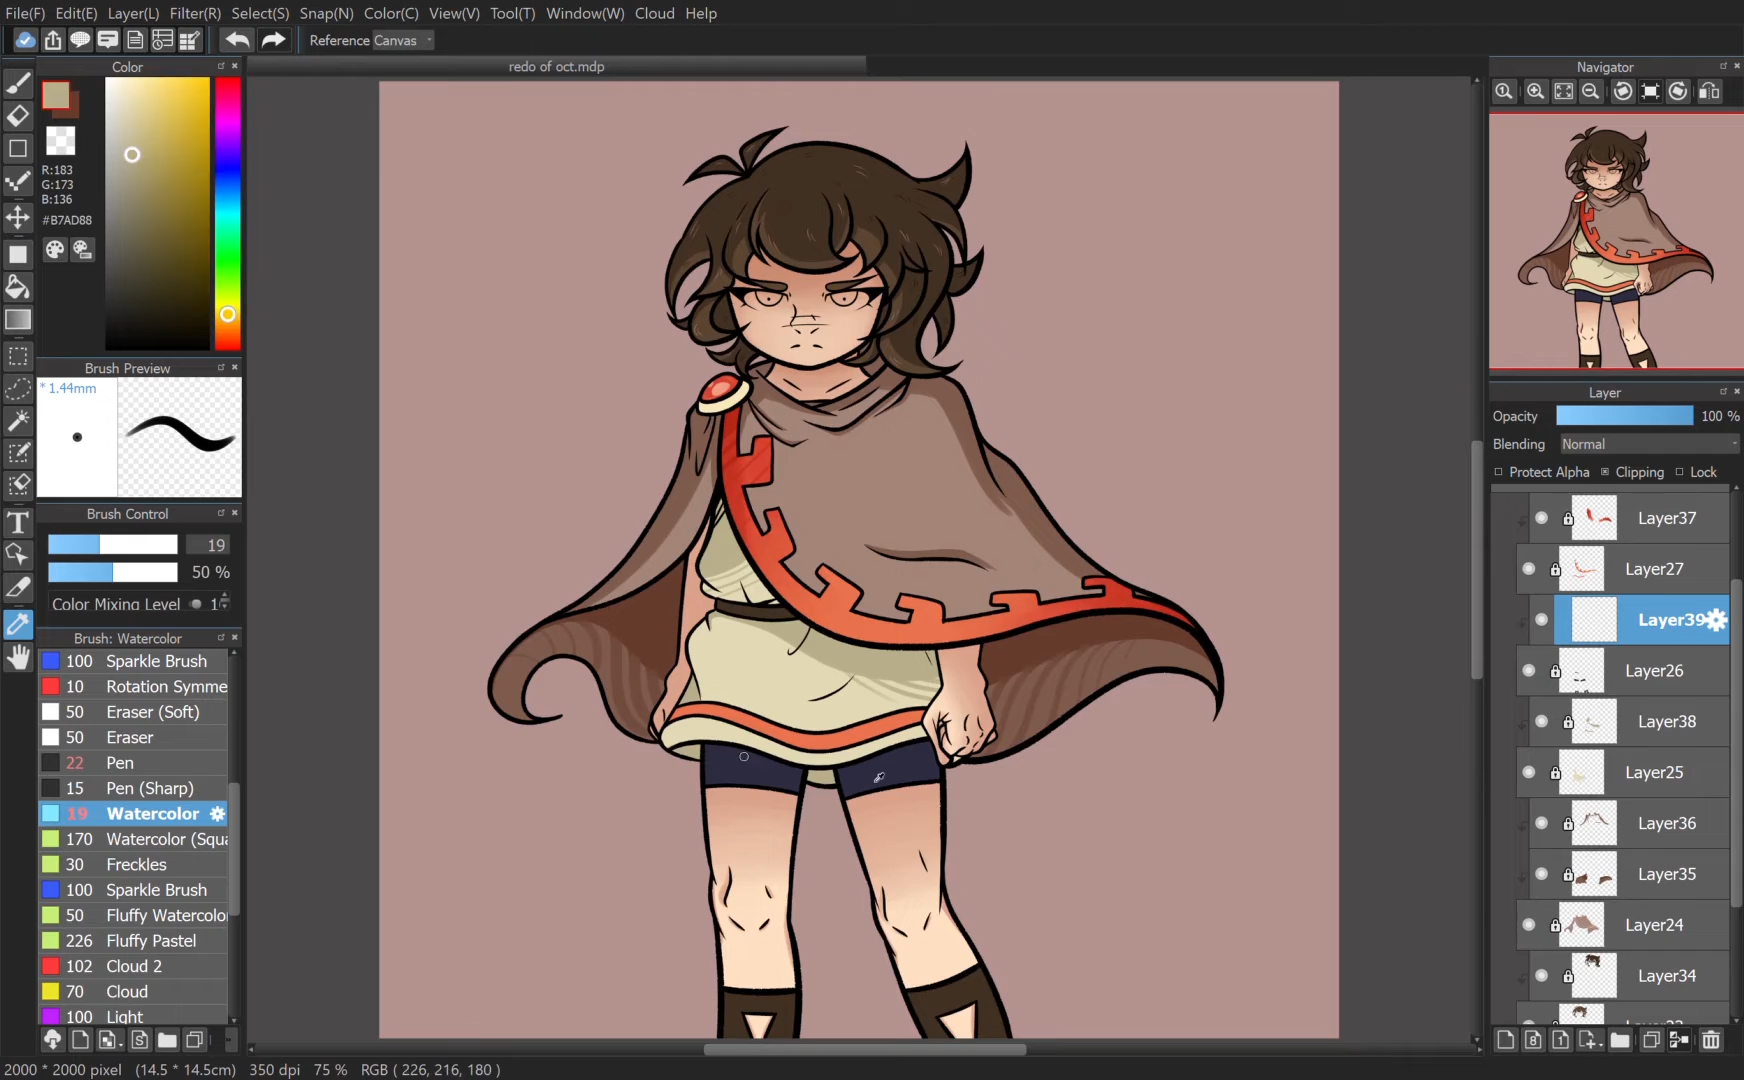 File(F) Edit(E) Layer(L) Filter(R) Select(S) Snap(N) Color(C) View(V) Tool(T) Window(W) Cloud Help
Reference Canvas
Color
redo of oct.mdp
Navigator
R:183
G:173
B:136
#B7AD88
Brush Preview
* 1.44mm
Brush Control
19
50 %
Color Mixing Level
Brush: Watercolor
100 Sparkle Brush
10 Rotation Symme
50 Eraser (Soft)
50 Eraser
22 Pen
15 Pen (Sharp)
19 Watercolor
170 Watercolor (Squa
30 Freckles
100 Sparkle Brush
50 Fluffy Watercolo
226 Fluffy Pastel
102 Cloud 2
70 Cloud
100 Light
Layer
Opacity 100 %
Blending Normal
Protect Alpha Clipping Lock
Layer37
Layer27
Layer39
Layer26
Layer38
Layer25
Layer36
Layer35
Layer24
Layer34
2000 * 2000 pixel (14.5 * 14.5cm) 350 dpi 75 % RGB ( 226, 216, 180 )